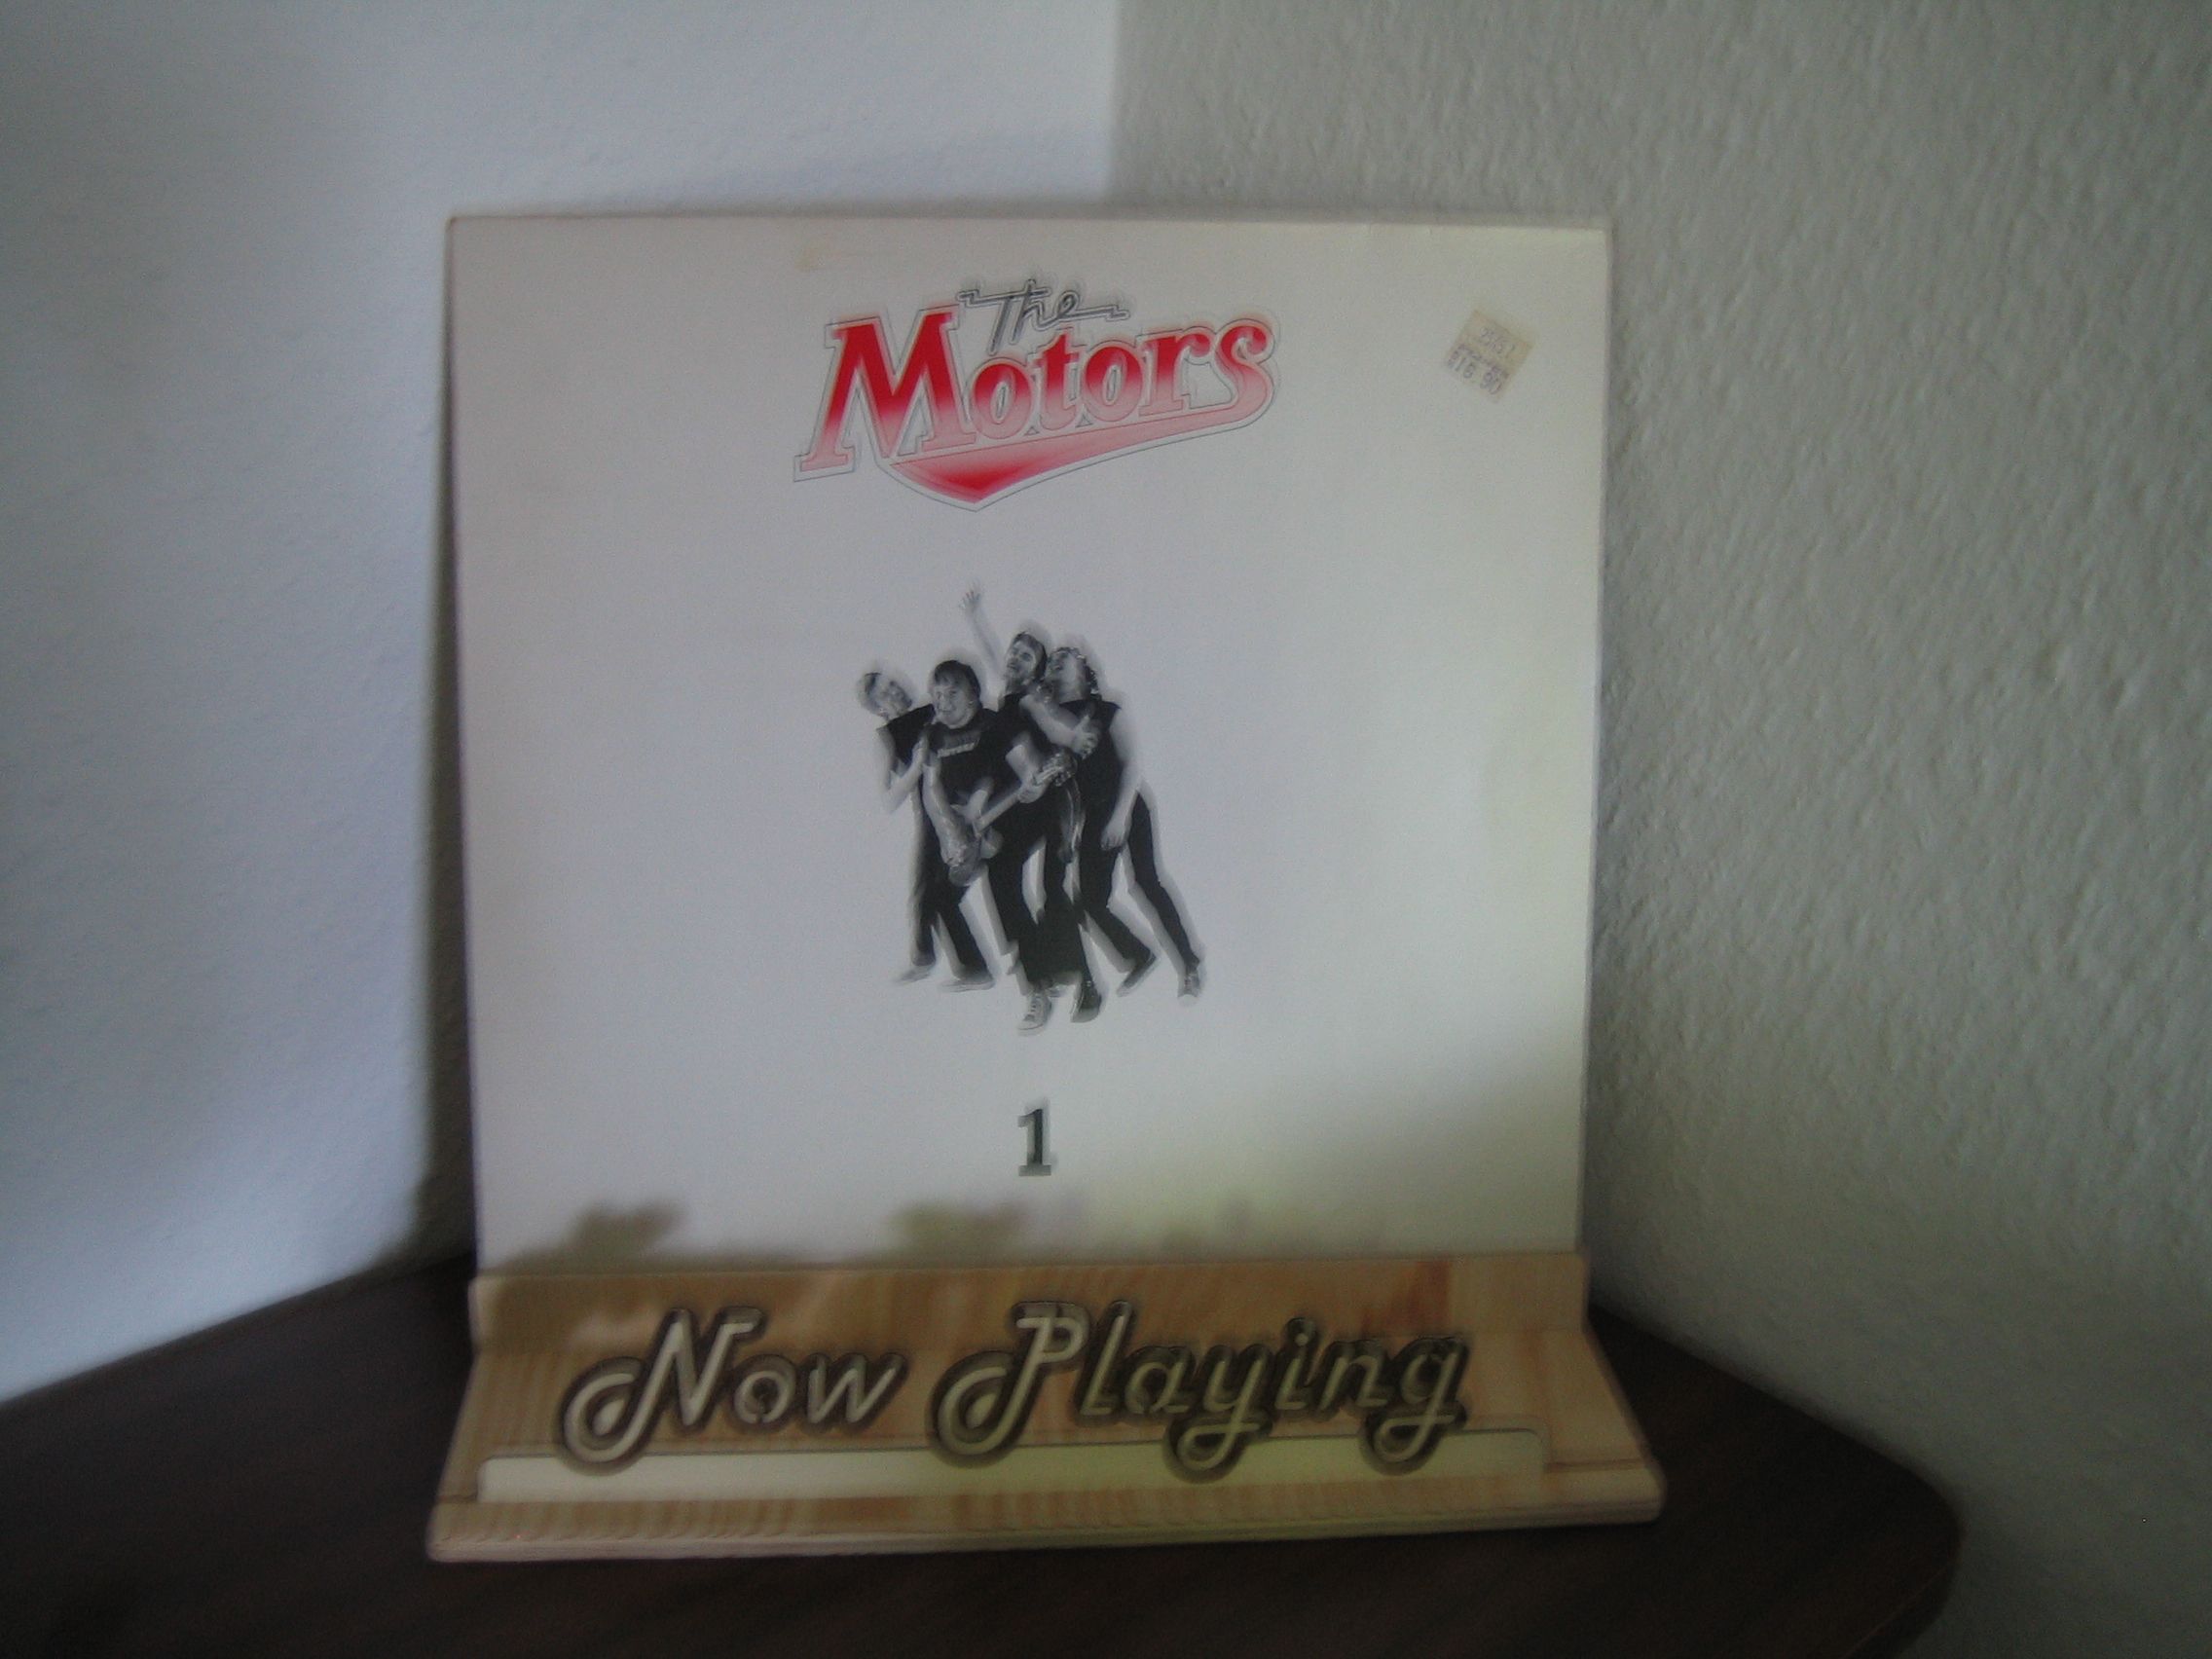 The
Motors
1
Now Playing